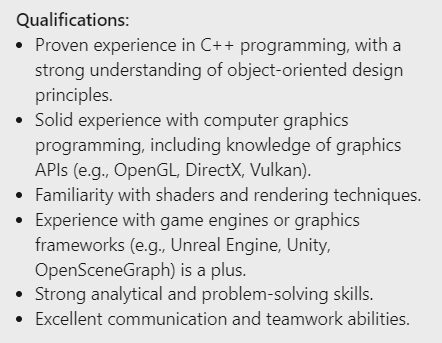 Qualifications:
• Proven experience in C++ programming, with a
strong understanding of object-oriented design
principles.
• Solid experience with computer graphics
programming, including knowledge of graphics
APIs (e.g., OpenGL, DirectX, Vulkan).
• Familiarity with shaders and rendering techniques.
• Experience with game engines or graphics
frameworks (e.g., Unreal Engine, Unity,
OpenSceneGraph) is a plus.
• Strong analytical and problem-solving skills.
• Excellent communication and teamwork abilities.